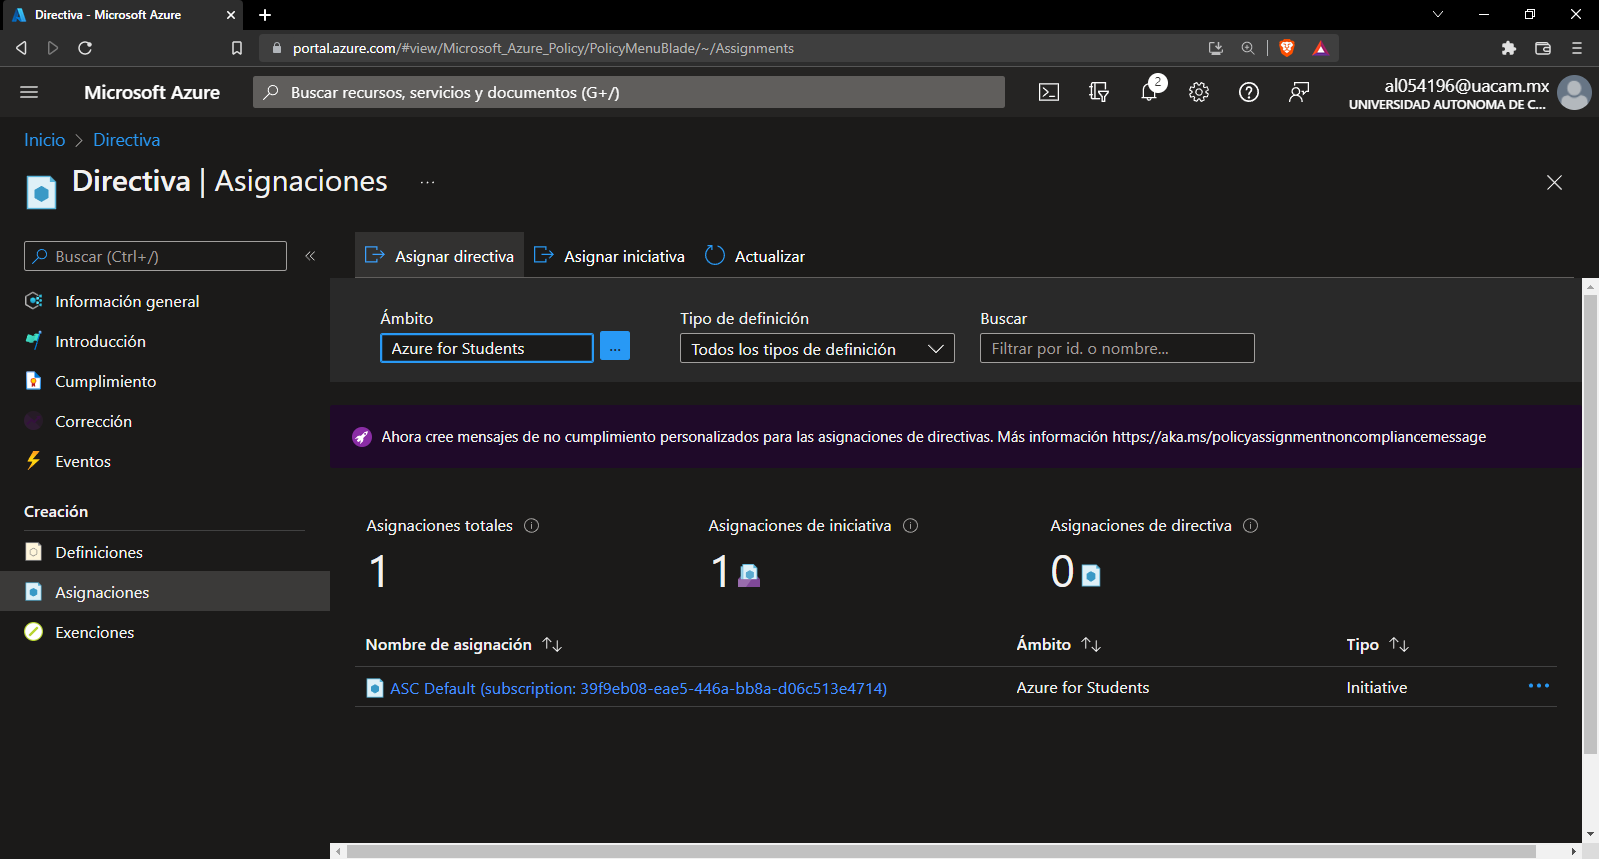 Directiva - Microsoft Azure
portal.azure.com/#view/Microsoft_Azure_Policy/PolicyMenuBlade/~/Assignments
Microsoft Azure
Buscar recursos, servicios y documentos (G+/)
2
al054196@uacam.mx
UNIVERSIDAD AUTONOMA DE C...
Inicio > Directiva
Directiva | Asignaciones ...
Buscar (Ctrl+/)
«
Información general
Introducción
Cumplimiento
Corrección
Eventos
Creación
Definiciones
Asignaciones
Exenciones
Asignar directiva Asignar iniciativa Actualizar
Ámbito Tipo de definición Buscar
Azure for Students ... Todos los tipos de definición Filtrar por id. o nombre...
Ahora cree mensajes de no cumplimiento personalizados para las asignaciones de directivas. Más información https://aka.ms/policyassignmentnoncompliancemessage
Asignaciones totales Asignaciones de iniciativa Asignaciones de directiva
1 1 0
Nombre de asignación ↑↓ Ámbito ↑↓ Tipo ↑↓
ASC Default (subscription: 39f9eb08-eae5-446a-bb8a-d06c513e4714) Azure for Students Initiative ...